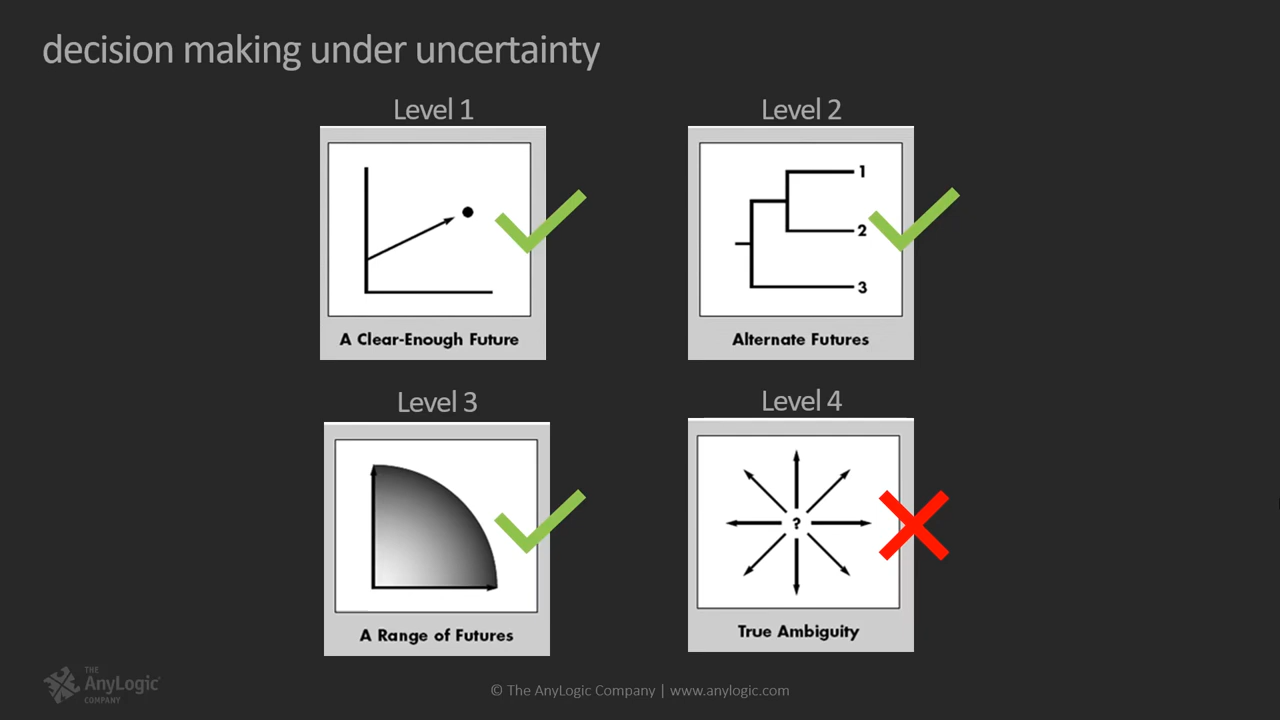 decision making under uncertainty
Level 1
Level 2
1
2
3
A Clear-Enough Future
Alternate Futures
Level 3
Level 4
?
A Range of Futures
True Ambiguity
THE
AnyLogic
COMPANY
© The AnyLogic Company | www.anylogic.com